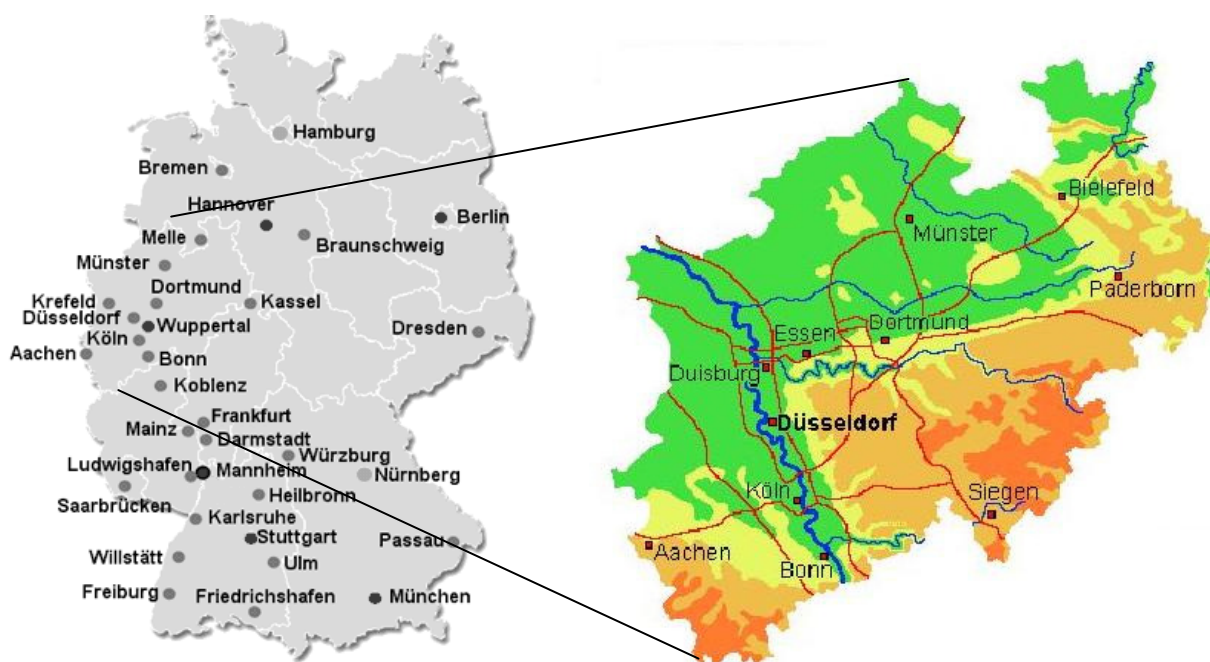 Hamburg
Bremen
Hannover
Berlin
Melle
Braunschweig
Münster
Dortmund
Krefeld
Kassel
Düsseldorf
Wuppertal
Dresden
Köln
Aachen
Bonn
Koblenz
Frankfurt
Mainz
Darmstadt
Würzburg
Ludwigshafen
Mannheim
Nürnberg
Heilbronn
Saarbrücken
Karlsruhe
Stuttgart
Passau
Willstätt
Ulm
Freiburg
Friedrichshafen
München
Bielefeld
Münster
Paderborn
Essen
Dortmund
Duisburg
Düsseldorf
Köln
Siegen
Aachen
Bonn